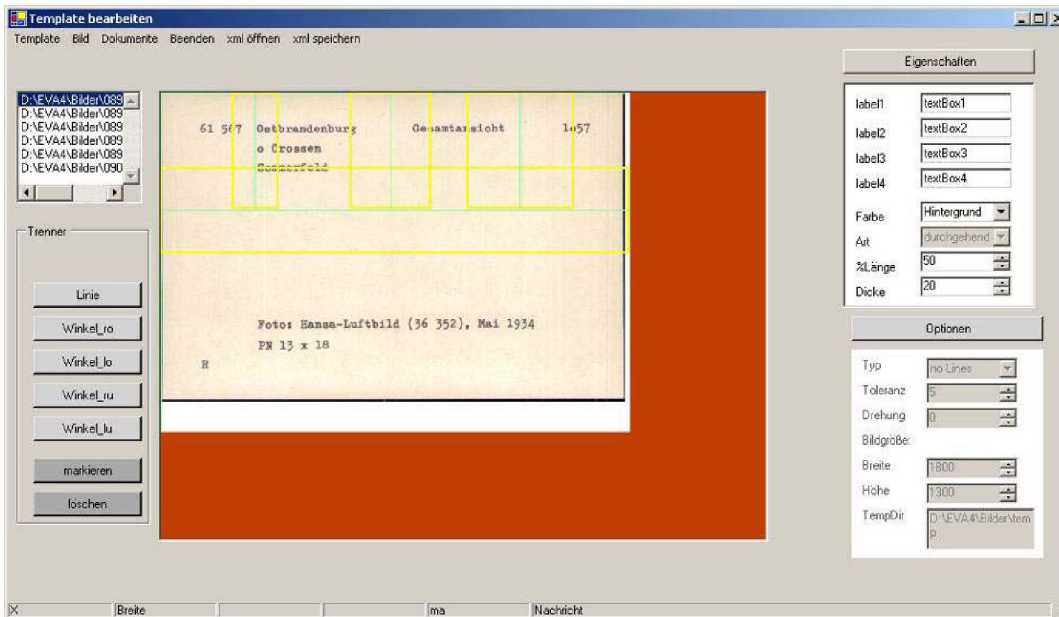 Template bearbeiten
Template Bild Dokumente Beenden xml öffnen xml speichern
D:\EVA4\Bilder\089
D:\EVA4\Bilder\089
D:\EVA4\Bilder\089
D:\EVA4\Bilder\089
D:\EVA4\Bilder\089
D:\EVA4\Bilder\090
Trenner
Linie
Winkel_ro
Winkel_lo
Winkel_ru
Winkel_lu
markieren
löschen
61 567 Ostbrandenburg Gesamtansicht 1957
o Crossen
Sommerfeld
Foto: Hansa-Luftbild (36 352), Mai 1934
PN 13 x 18
R
Eigenschaften
label1 textBox1
label2 textBox2
label3 textBox3
label4 textBox4
Farbe Hintergrund
Art durchgehend
%Länge 50
Dicke 20
Optionen
Typ no Lines
Toleranz 5
Drehung 0
Bildgröße:
Breite 1800
Höhe 1300
TempDir D:\EVA4\Bilder\tem
p
X Breite ma Nachricht